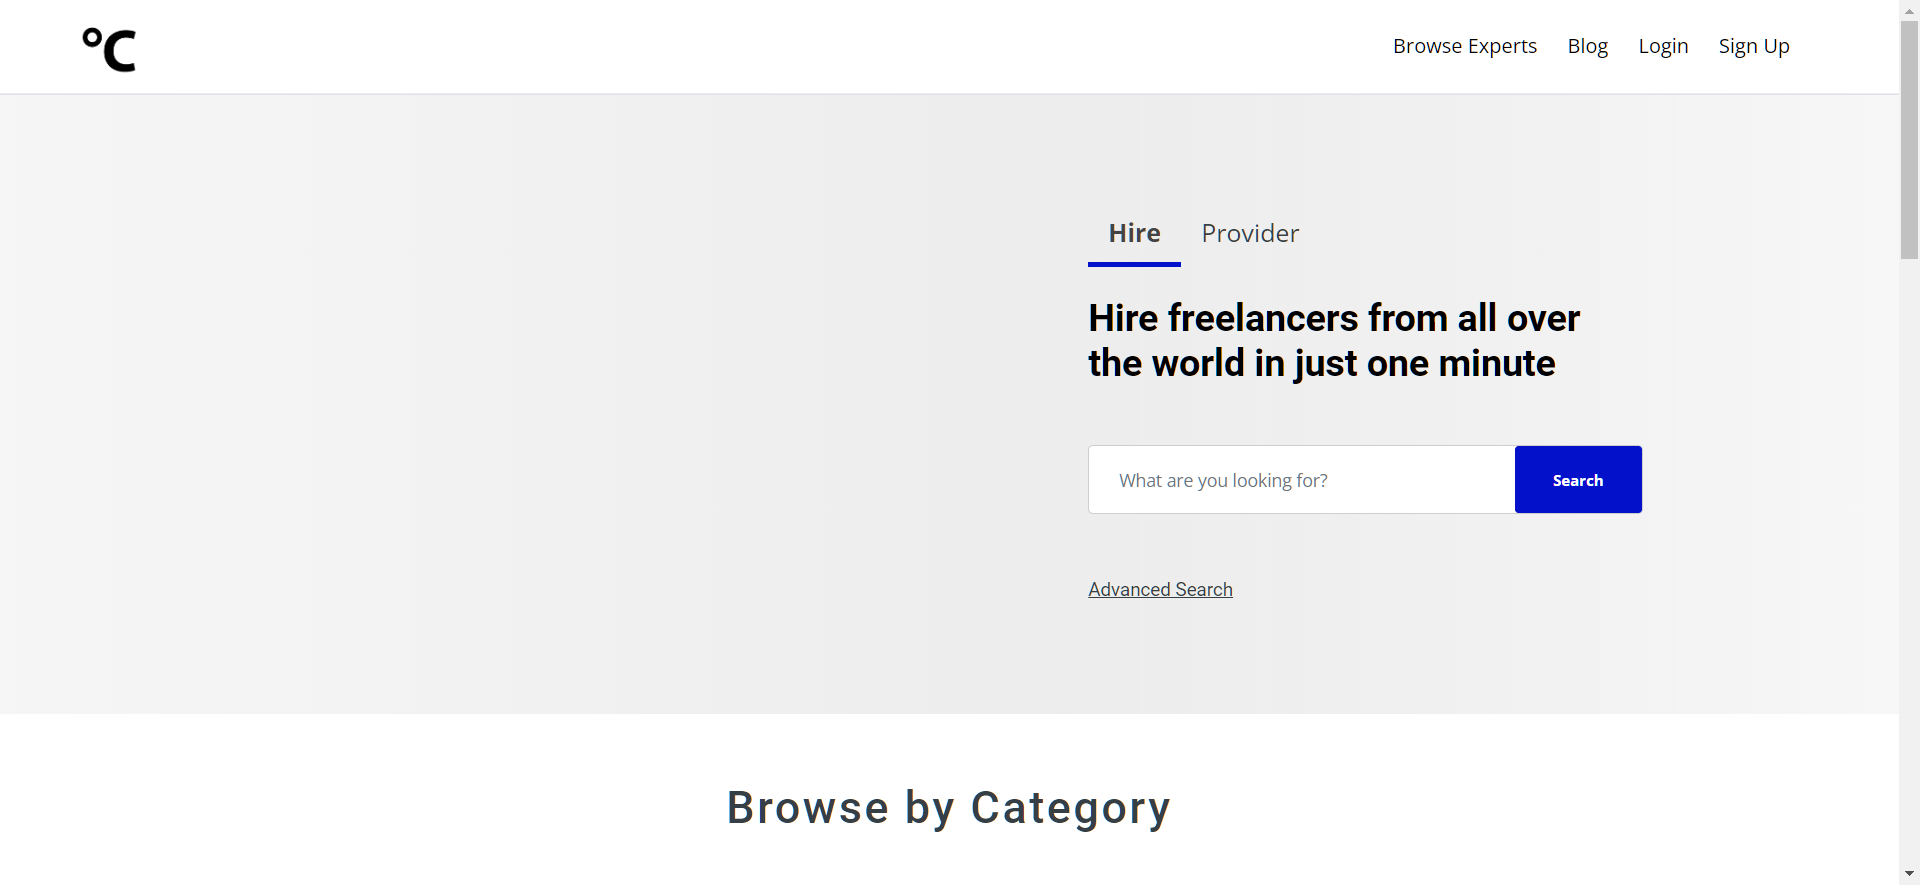 °C
Browse Experts Blog Login Sign Up
Hire Provider
Hire freelancers from all over
the world in just one minute
What are you looking for? Search
Advanced Search
Browse by Category